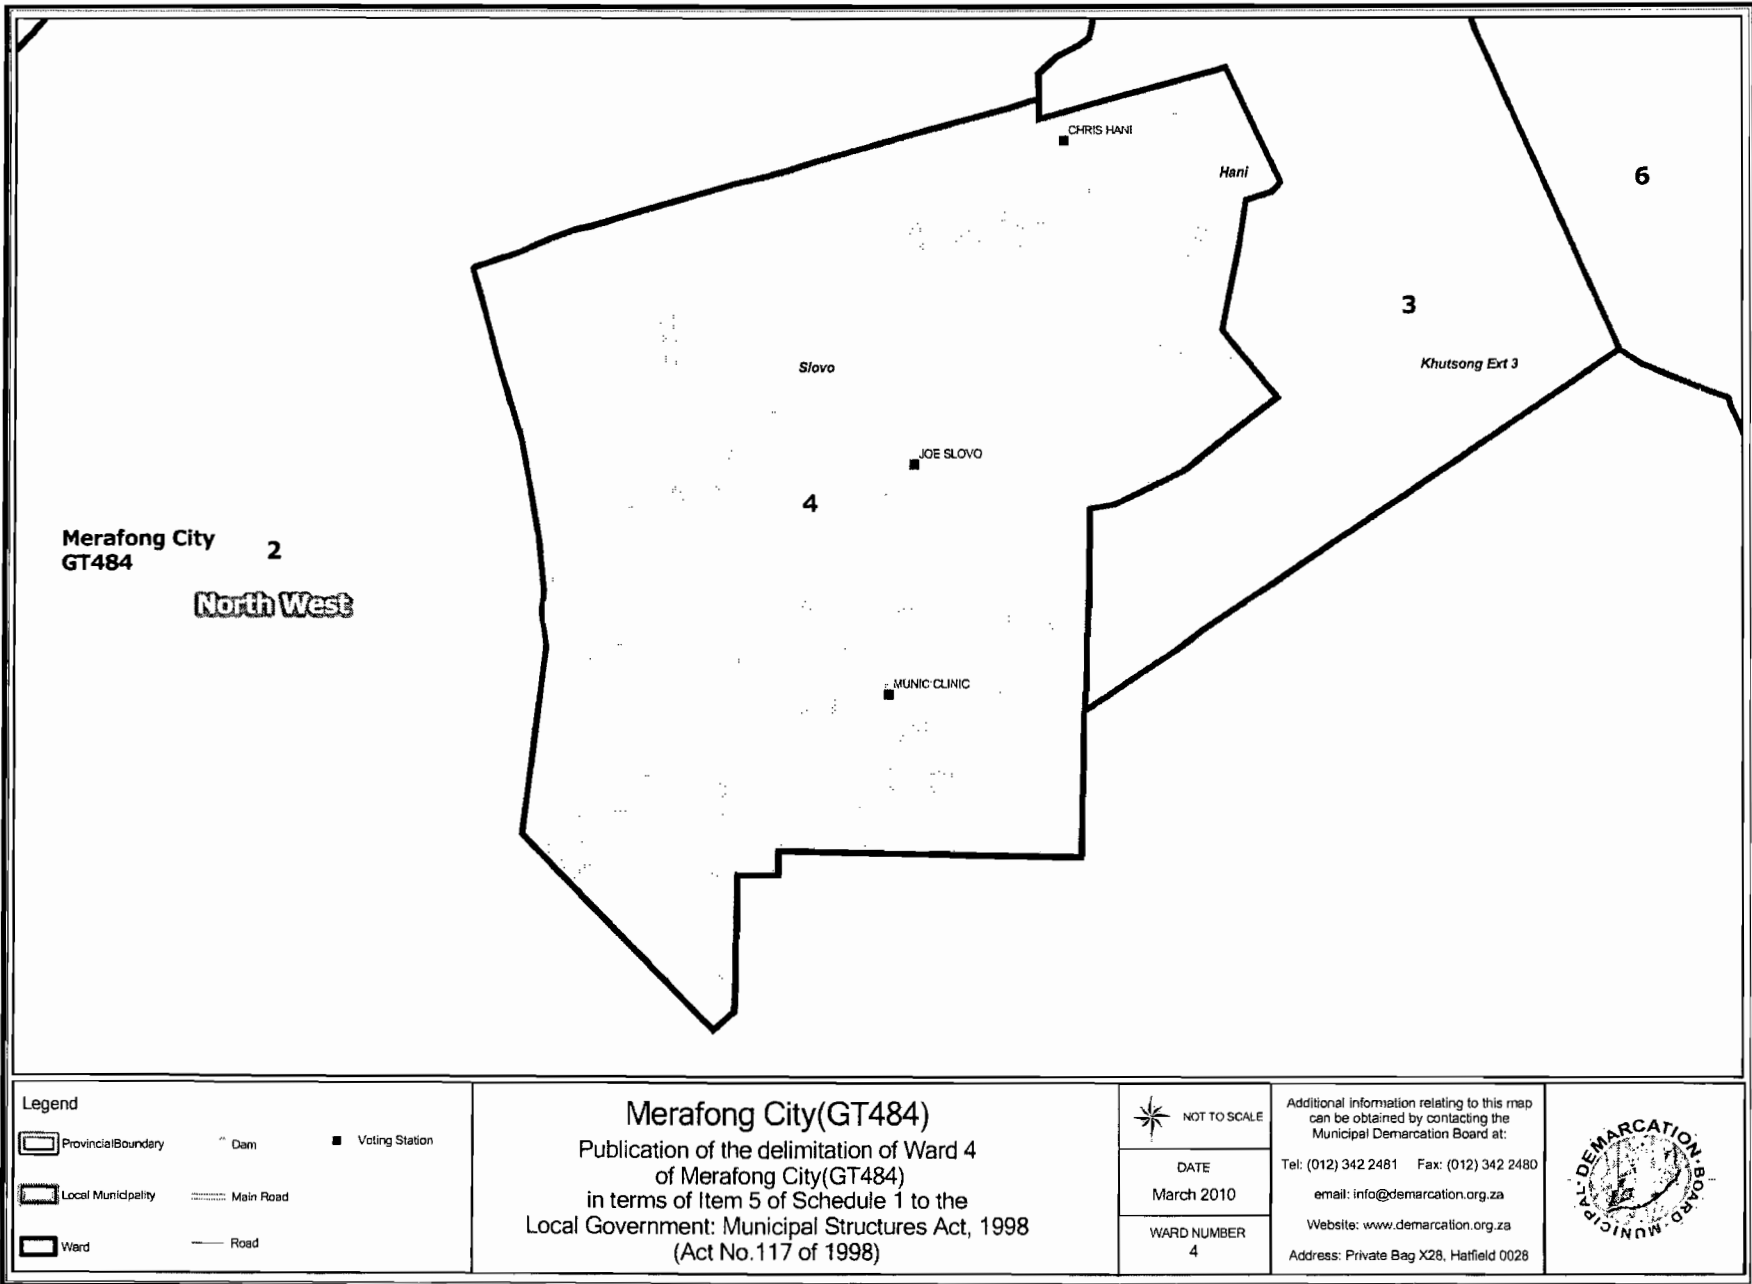 CHRIS HANI
Hani
6
3
Khutsong Ext 3
Slovo
JOE SLOVO
4
Merafong City
GT484
2
North West
MUNIC CLINIC
Legend
ProvincialBoundary
Dam
Voting Station
Local Municipality
Main Road
Ward
Road
Merafong City(GT484)
Publication of the delimitation of Ward 4
of Merafong City(GT484)
in terms of Item 5 of Schedule 1 to the
Local Government: Municipal Structures Act, 1998
(Act No.117 of 1998)
NOT TO SCALE
DATE
March 2010
WARD NUMBER
4
Additional information relating to this map
can be obtained by contacting the
Municipal Demarcation Board at:
Tel: (012) 342 2481 Fax: (012) 342 2480
email: info@demarcation.org.za
Website: www.demarcation.org.za
Address: Private Bag X28, Hatfield 0028
MUNICIPAL · DEMARCATION · BOARD ·